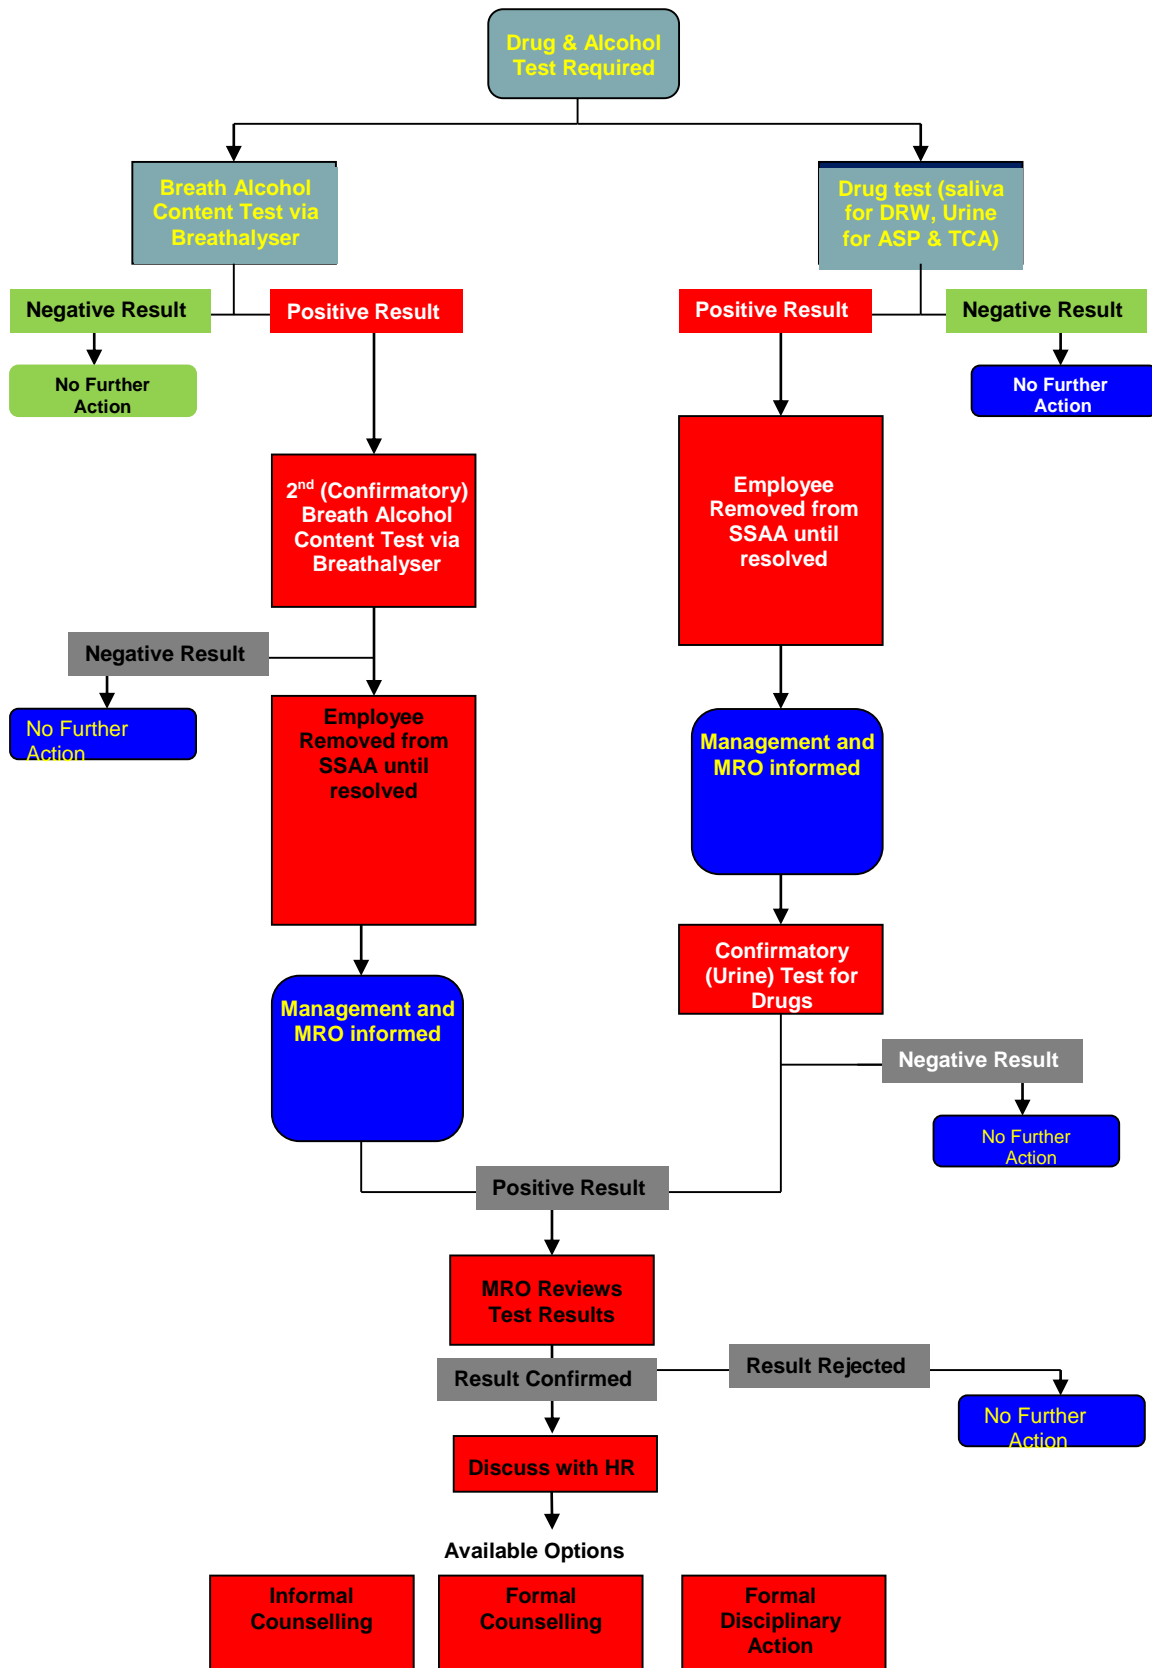 Drug & Alcohol
Test Required
Breath Alcohol
Content Test via
Breathalyser
Drug test (saliva
for DRW, Urine
for ASP & TCA)
Negative Result
Positive Result
Positive Result
Negative Result
No Further
Action
No Further
Action
2nd (Confirmatory)
Breath Alcohol
Content Test via
Breathalyser
Employee
Removed from
SSAA until
resolved
Negative Result
No Further
Action
Employee
Removed from
SSAA until
resolved
Management and
MRO informed
Confirmatory
(Urine) Test for
Drugs
Management and
MRO informed
Negative Result
No Further
Action
Positive Result
MRO Reviews
Test Results
Result Confirmed
Result Rejected
No Further
Action
Discuss with HR
Available Options
Informal
Counselling
Formal
Counselling
Formal
Disciplinary
Action